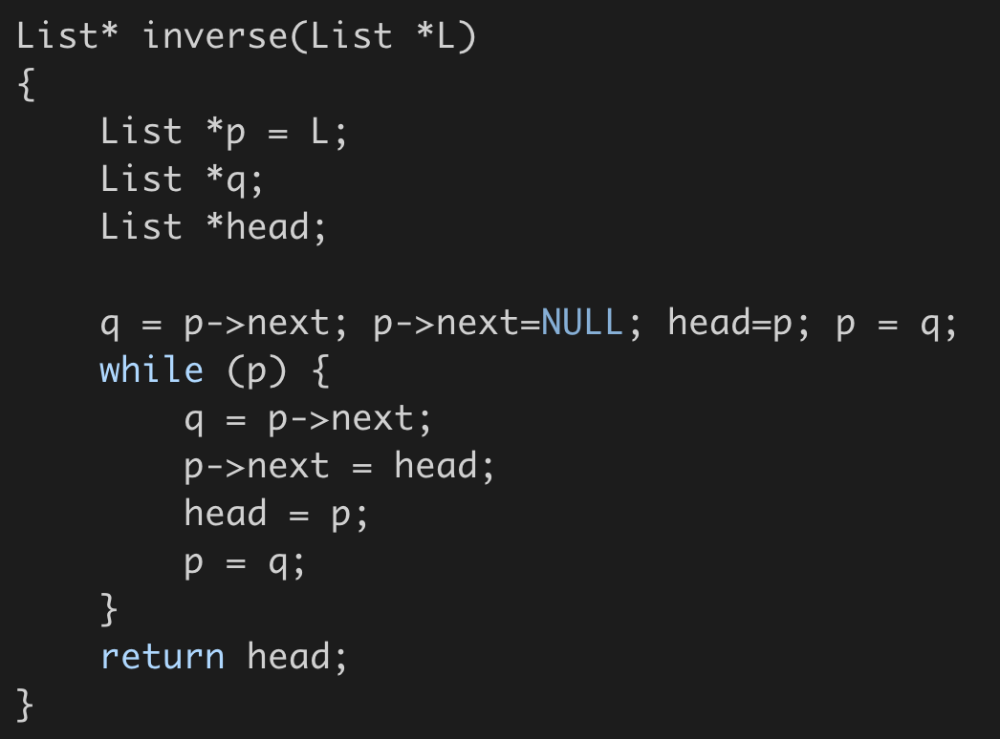 List* inverse(List *L)
{
    List *p = L;
    List *q;
    List *head;

    q = p->next; p->next=NULL; head=p; p = q;
    while (p) {
        q = p->next;
        p->next = head;
        head = p;
        p = q;
    }
    return head;
}